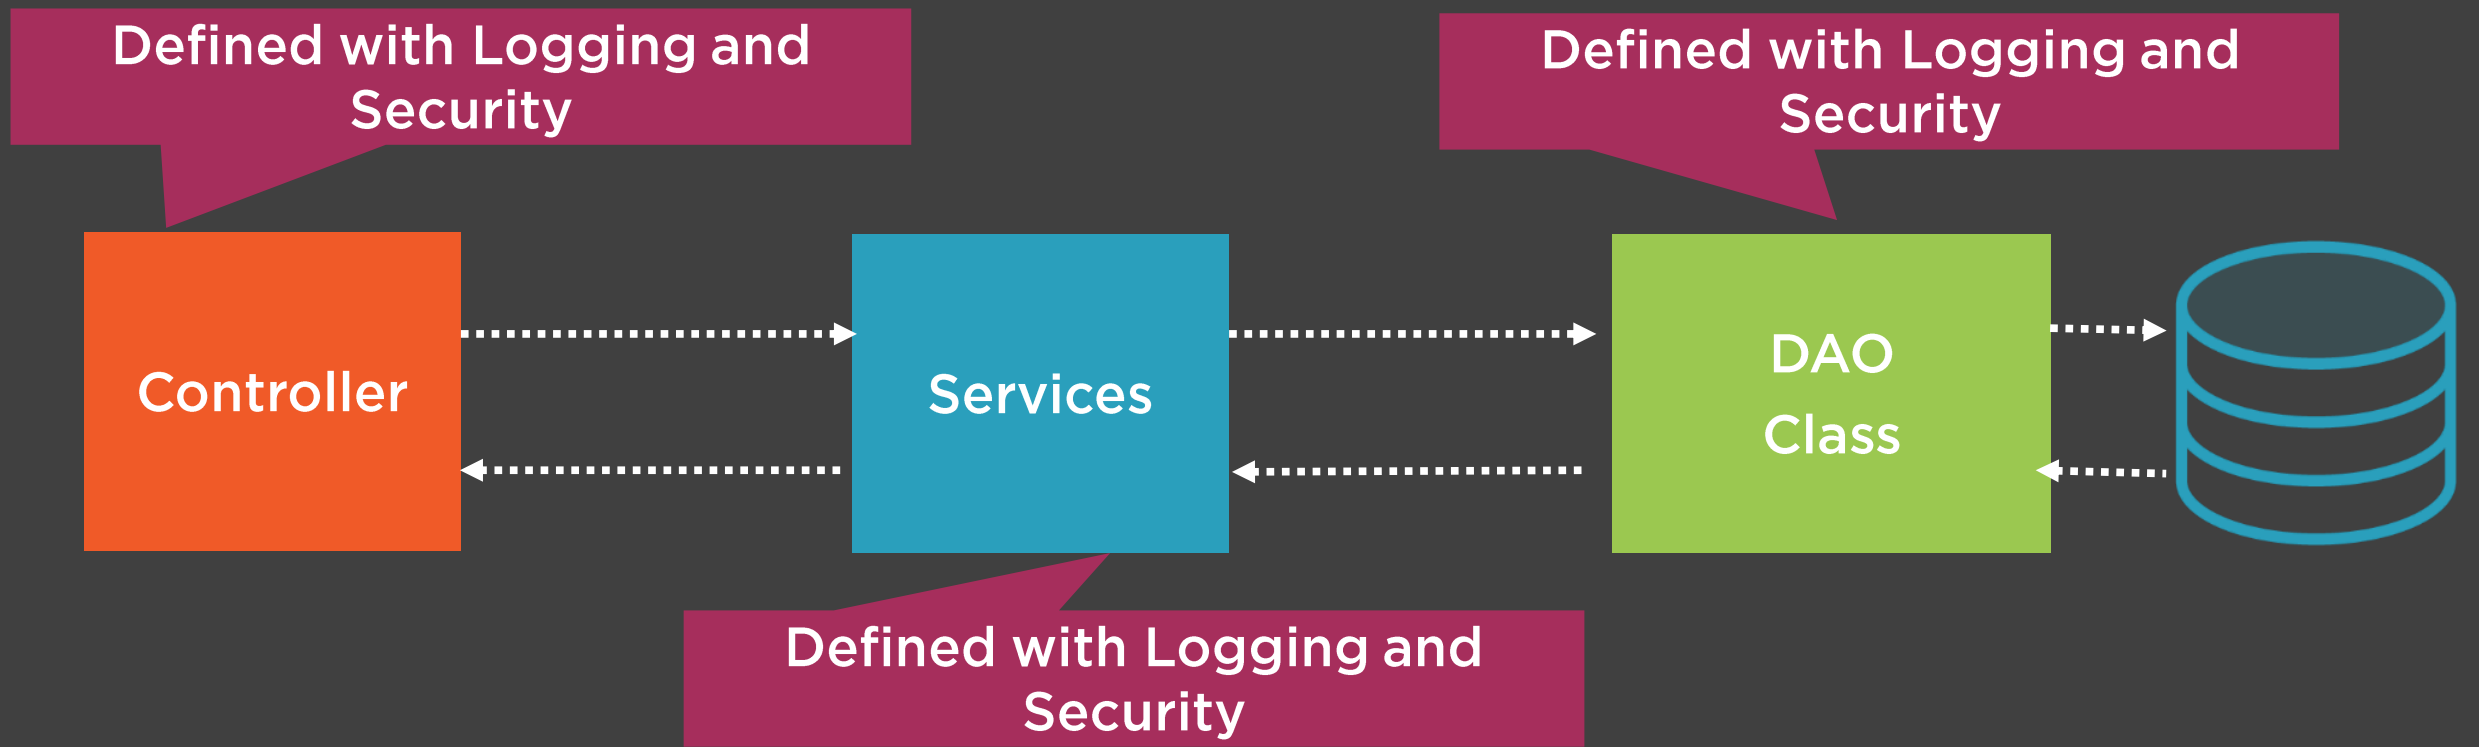 Defined with Logging and
Security
Defined with Logging and
Security
Controller
Services
DAO
Class
Defined with Logging and
Security